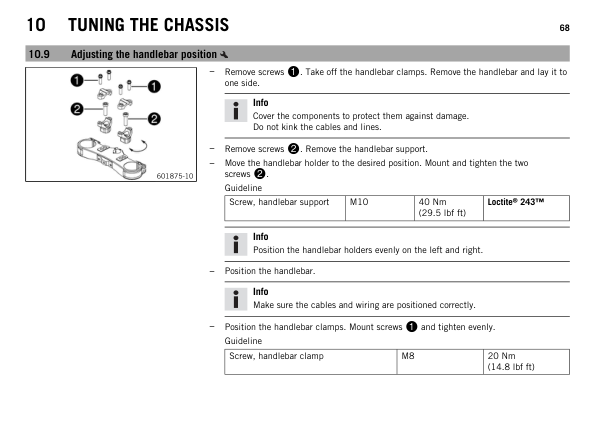 10 TUNING THE CHASSIS 68
10.9 Adjusting the handlebar position
1
1
2
2
601875-10
– Remove screws 1. Take off the handlebar clamps. Remove the handlebar and lay it to
one side.
Info
Cover the components to protect them against damage.
Do not kink the cables and lines.
– Remove screws 2. Remove the handlebar support.
– Move the handlebar holder to the desired position. Mount and tighten the two
screws 2.
Guideline
Screw, handlebar support M10 40 Nm Loctite® 243™
(29.5 lbf ft)
Info
Position the handlebar holders evenly on the left and right.
– Position the handlebar.
Info
Make sure the cables and wiring are positioned correctly.
– Position the handlebar clamps. Mount screws 1 and tighten evenly.
Guideline
Screw, handlebar clamp M8 20 Nm
(14.8 lbf ft)